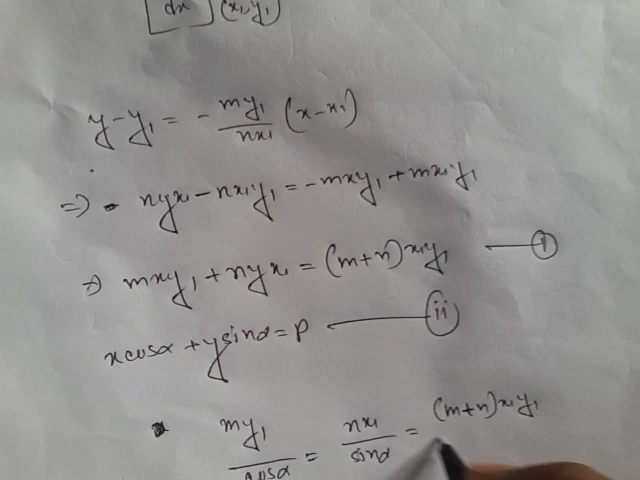 dx (x₁,y₁)
y - y₁ = - my₁/nx₁ (x - x₁)
⇒ nyx₁ - nx₁y₁ = -mxy₁ + mx₁y₁
⇒ mxy₁ + nyx₁ = (m+n)x₁y₁ — (i)
x cosα + y sinα = p — (ii)
my₁/cosα = nx₁/sinα = (m+n)x₁y₁